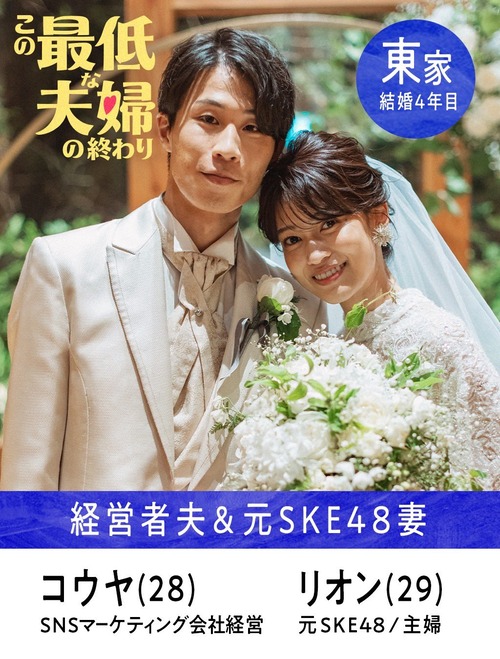 この最低な
夫婦
の終わり
東家
結婚4年目
経営者夫&元SKE48妻
コウヤ(28)
SNSマーケティング会社経営
リオン(29)
元SKE48/主婦